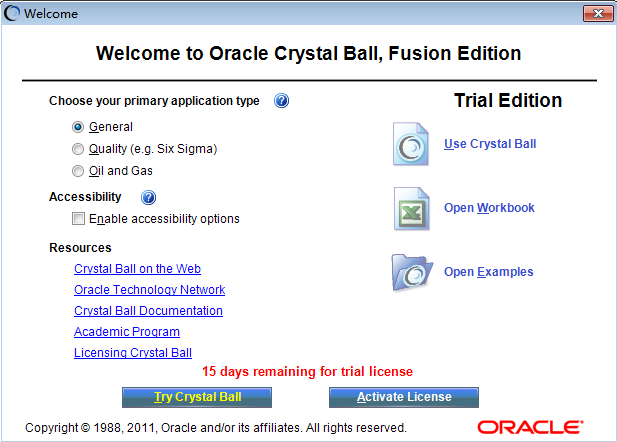 Welcome
Welcome to Oracle Crystal Ball, Fusion Edition
Choose your primary application type
General
Quality (e.g. Six Sigma)
Oil and Gas
Accessibility
Enable accessibility options
Resources
Crystal Ball on the Web
Oracle Technology Network
Crystal Ball Documentation
Academic Program
Licensing Crystal Ball
Trial Edition
Use Crystal Ball
Open Workbook
Open Examples
15 days remaining for trial license
Try Crystal Ball
Activate License
Copyright © 1988, 2011, Oracle and/or its affiliates. All rights reserved.
ORACLE